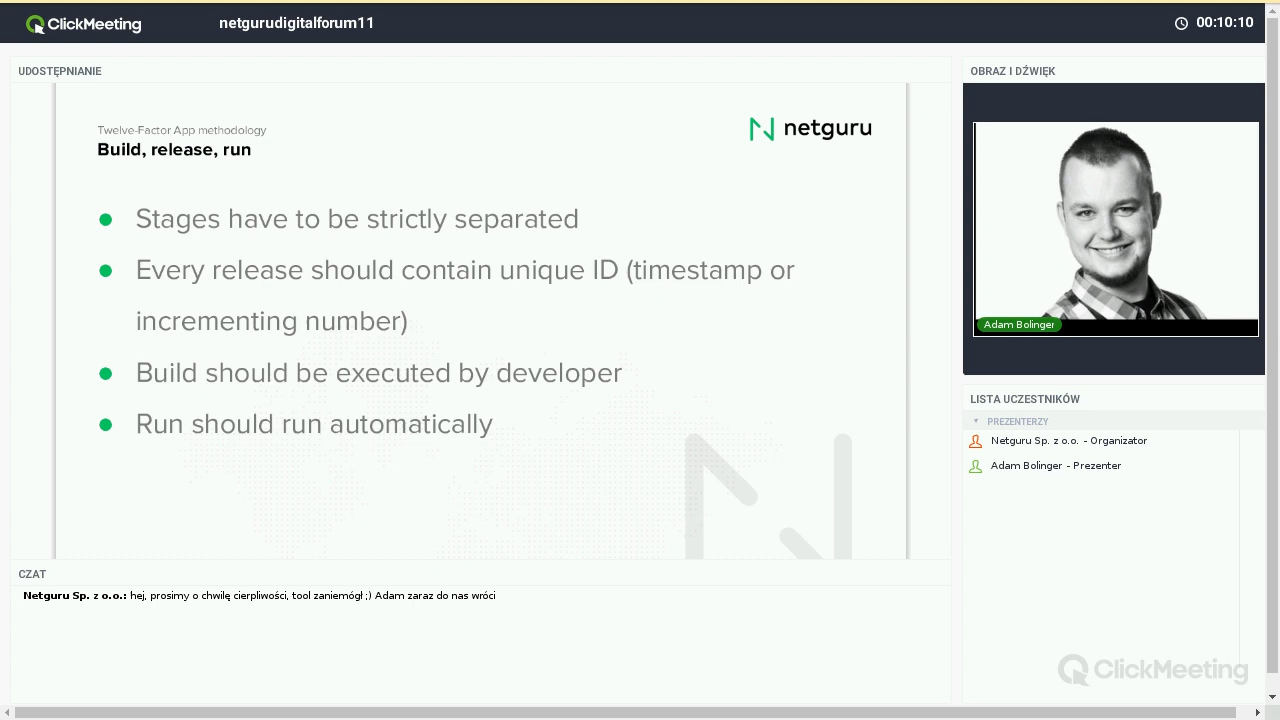 ClickMeeting
netgurudigitalforum11
00:10:10
UDOSTĘPNIANIE
Twelve-Factor App methodology
Build, release, run
netguru
Stages have to be strictly separated
Every release should contain unique ID (timestamp or
incrementing number)
Build should be executed by developer
Run should run automatically
CZAT
Netguru Sp. z o.o.: hej, prosimy o chwilę cierpliwości, tool zaniemógł ;) Adam zaraz do nas wróci
OBRAZ I DŹWIĘK
Adam Bolinger
LISTA UCZESTNIKÓW
PREZENTERZY
Netguru Sp. z o.o. - Organizator
Adam Bolinger - Prezenter
ClickMeeting